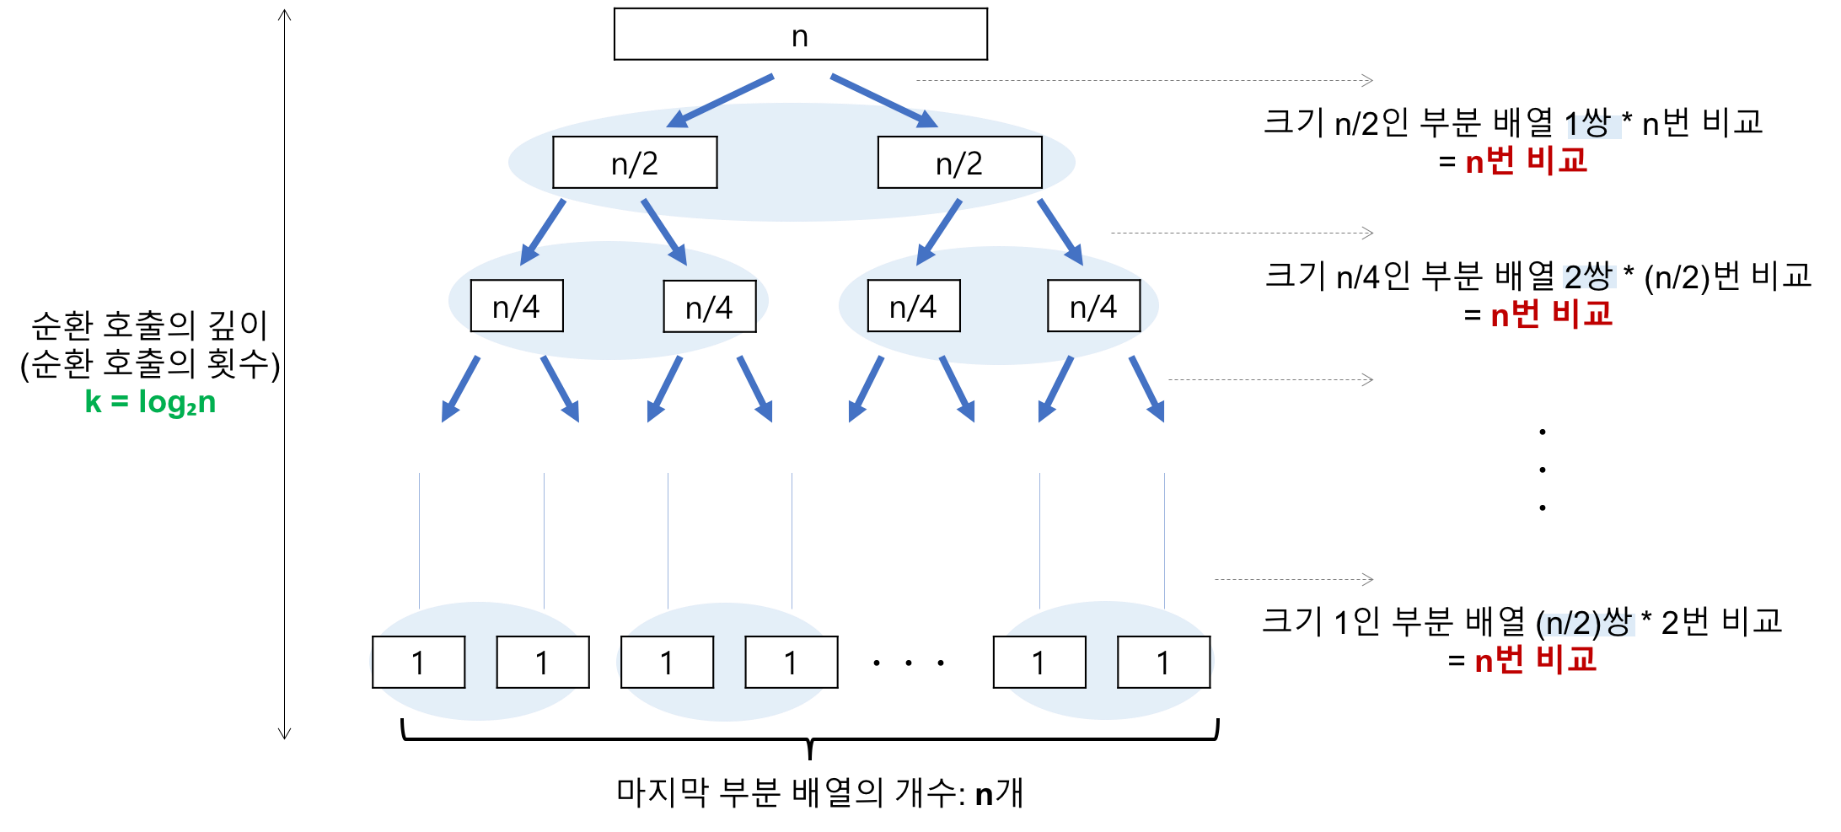 n
크기 n/2인 부분 배열 1쌍 * n번 비교
= n번 비교
n/2 n/2
크기 n/4인 부분 배열 2쌍 * (n/2)번 비교
= n번 비교
n/4 n/4 n/4 n/4
순환 호출의 깊이
(순환 호출의 횟수)
k = log₂n
크기 1인 부분 배열 (n/2)쌍 * 2번 비교
= n번 비교
1 1 1 1 · · · 1 1
마지막 부분 배열의 개수: n개